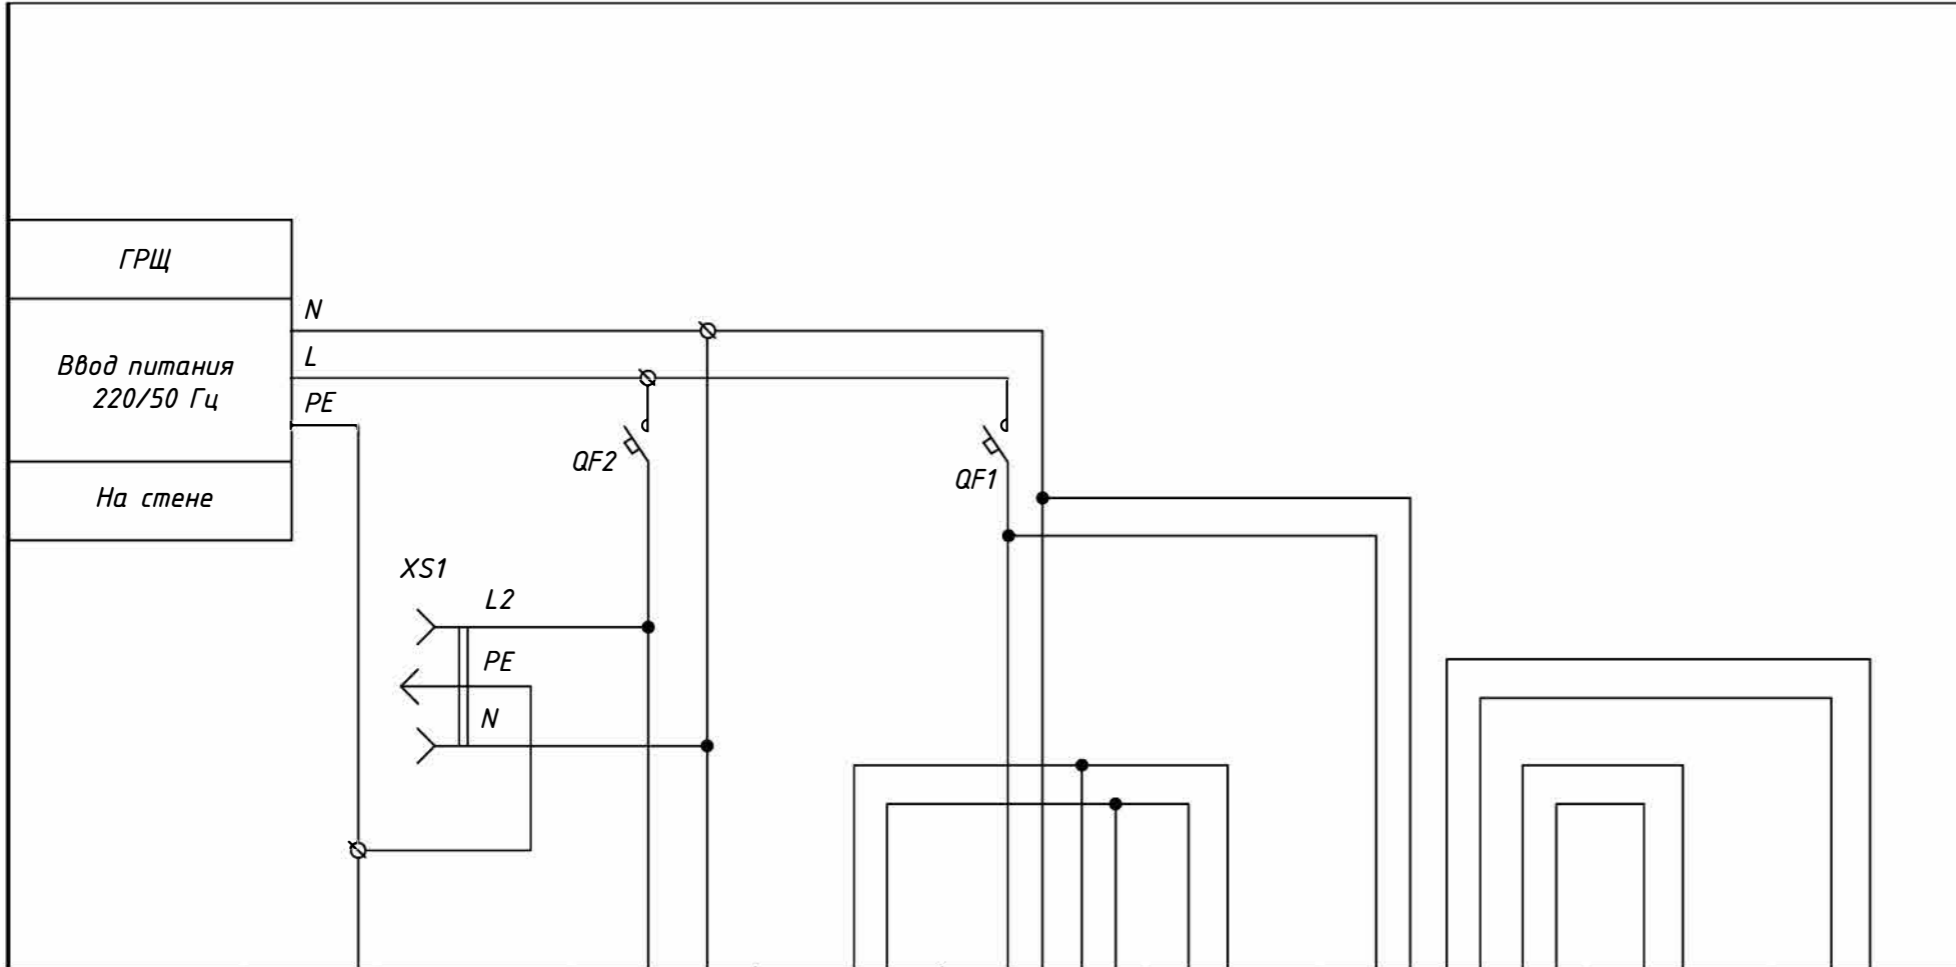 ГРЩ
N
L
Ввод питания
220/50 Гц
PE
На стене
QF2
QF1
XS1
L2
PE
N